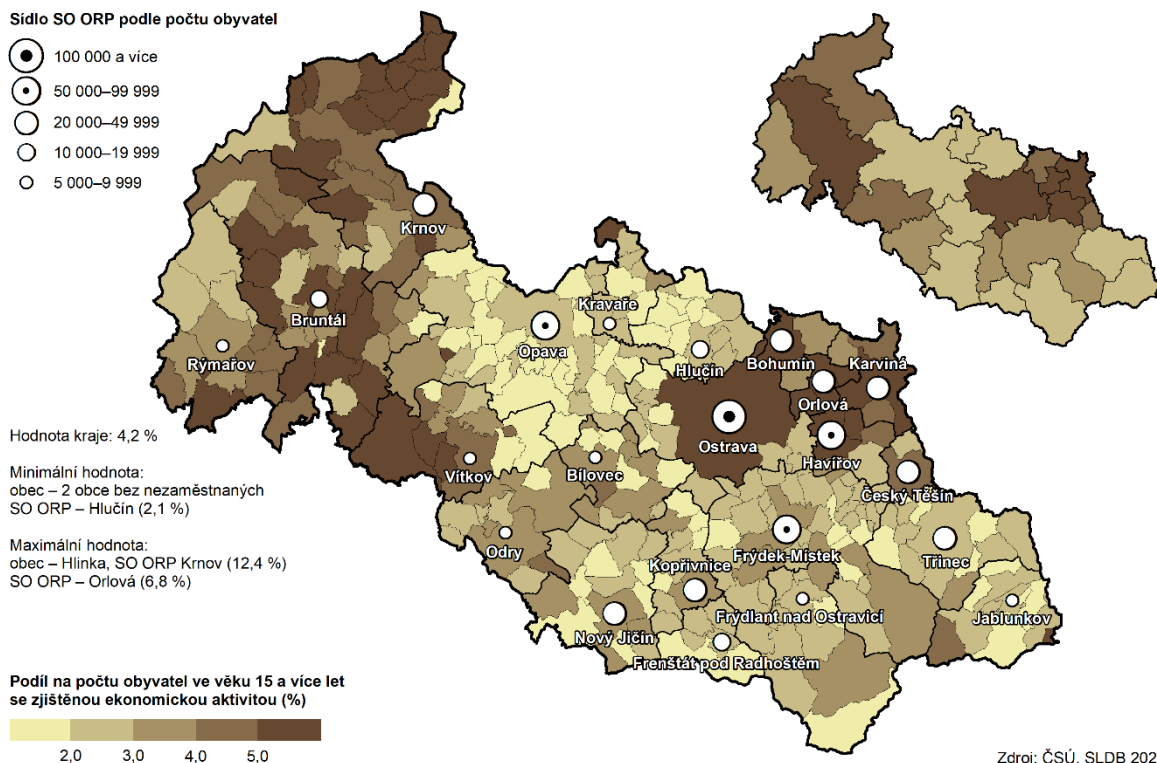 Sídlo SO ORP podle počtu obyvatel
100 000 a více
50 000–99 999
20 000–49 999
10 000–19 999
5 000–9 999
Krnov
Bruntál
Rýmařov
Kravaře
Opava
Hlučín
Bohumín
Karviná
Orlová
Ostrava
Havířov
Vítkov
Bílovec
Český Těšín
Odry
Frýdek-Místek
Třinec
Kopřivnice
Nový Jičín
Frýdlant nad Ostravicí
Jablunkov
Frenštát pod Radhoštěm
Hodnota kraje: 4,2 %
Minimální hodnota:
obec – 2 obce bez nezaměstnaných
SO ORP – Hlučín (2,1 %)
Maximální hodnota:
obec – Hlinka, SO ORP Krnov (12,4 %)
SO ORP – Orlová (6,8 %)
Podíl na počtu obyvatel ve věku 15 a více let
se zjištěnou ekonomickou aktivitou (%)
2,0 3,0 4,0 5,0
Zdroj: ČSÚ, SLDB 202